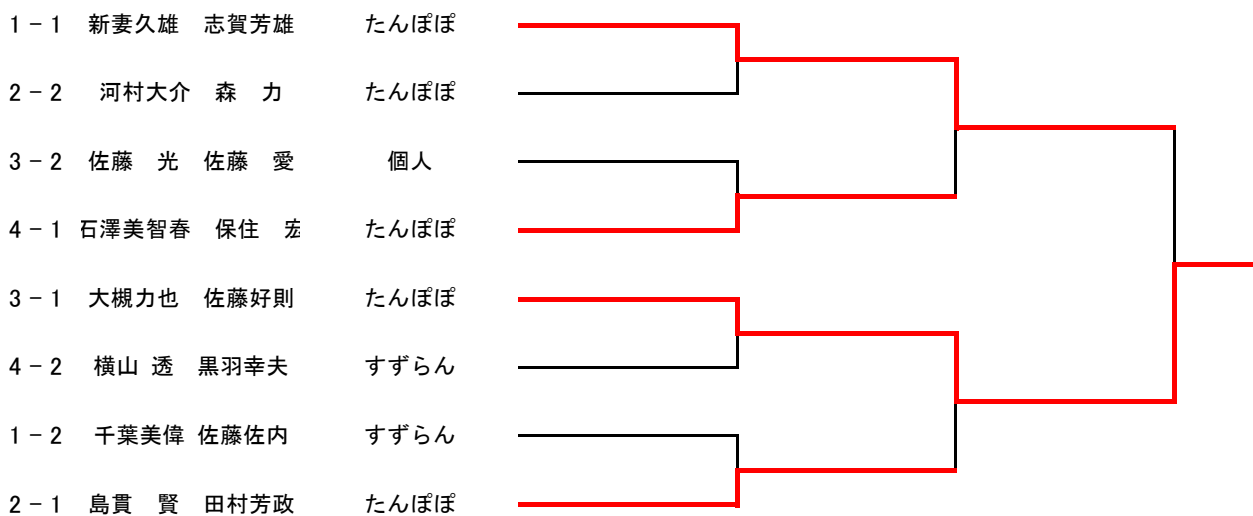 1－1 新妻久雄　志賀芳雄 たんぽぽ
2－2 河村大介　森　力 たんぽぽ
3－2 佐藤　光　佐藤　愛 個人
4－1 石澤美智春　保住　宏 たんぽぽ
3－1 大槻力也　佐藤好則 たんぽぽ
4－2 横山 透　黒羽幸夫 すずらん
1－2 千葉美偉 佐藤佐内 すずらん
2－1 島貫　賢　田村芳政 たんぽぽ